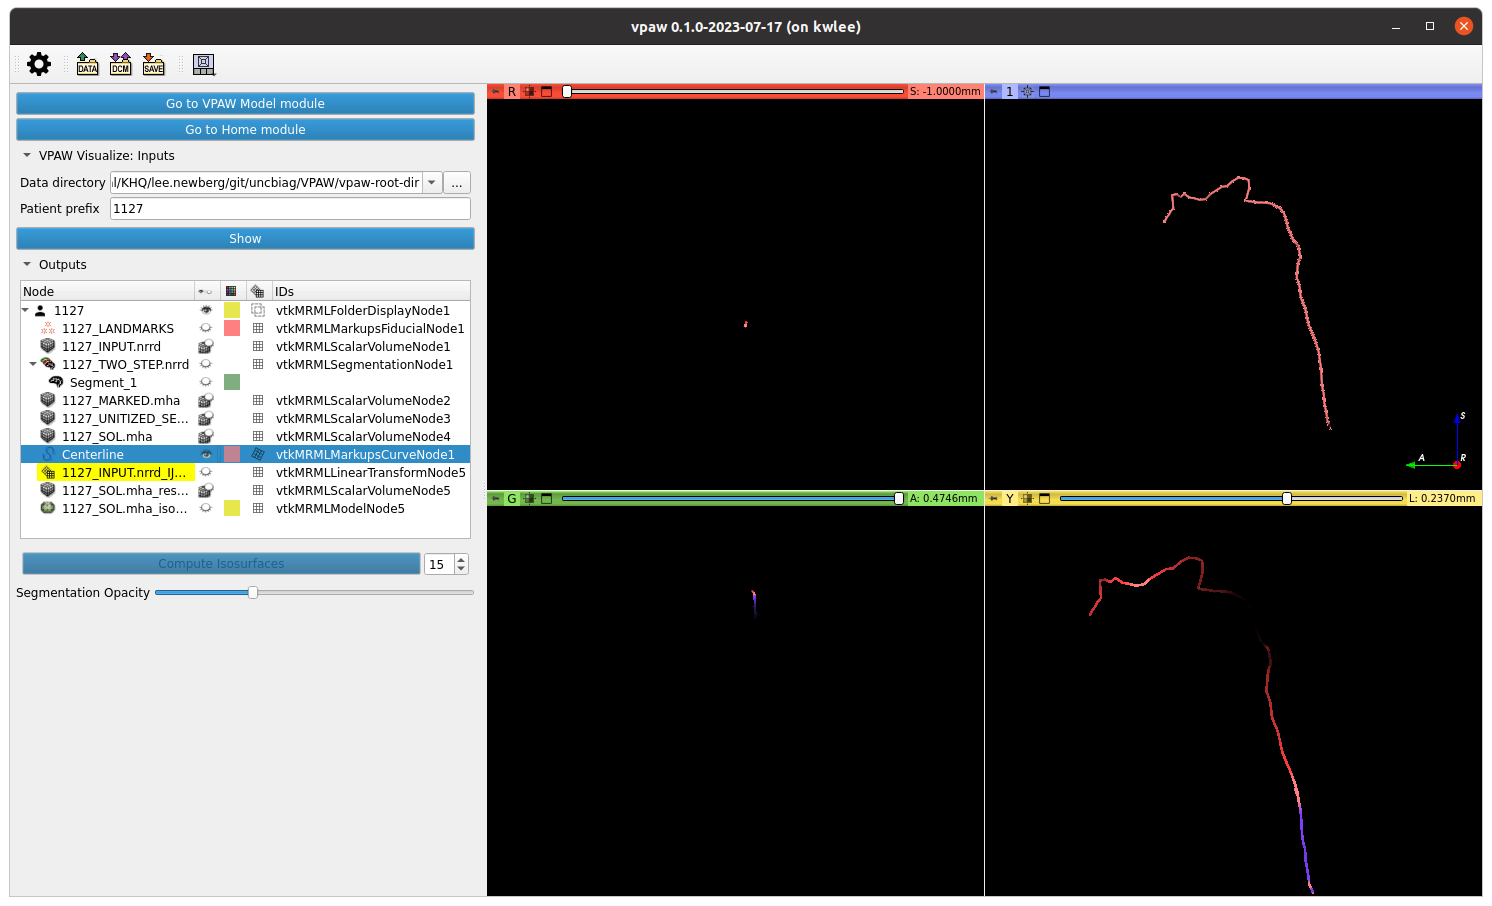 vpaw 0.1.0-2023-07-17 (on kwlee)
DATA DCM SAVE
Go to VPAW Model module
Go to Home module
VPAW Visualize: Inputs
Data directory l/KHQ/lee.newberg/git/uncbiag/VPAW/vpaw-root-dir ...
Patient prefix 1127
Show
Outputs
Node IDs
1127 vtkMRMLFolderDisplayNode1
1127_LANDMARKS vtkMRMLMarkupsFiducialNode1
1127_INPUT.nrrd vtkMRMLScalarVolumeNode1
1127_TWO_STEP.nrrd vtkMRMLSegmentationNode1
Segment_1
1127_MARKED.mha vtkMRMLScalarVolumeNode2
1127_UNITIZED_SE... vtkMRMLScalarVolumeNode3
1127_SOL.mha vtkMRMLScalarVolumeNode4
Centerline vtkMRMLMarkupsCurveNode1
1127_INPUT.nrrd_IJ... vtkMRMLLinearTransformNode5
1127_SOL.mha_res... vtkMRMLScalarVolumeNode5
1127_SOL.mha_iso... vtkMRMLModelNode5
Compute Isosurfaces 15
Segmentation Opacity
R S: -1.0000mm
1
S
A R
G A: 0.4746mm
Y L: 0.2370mm